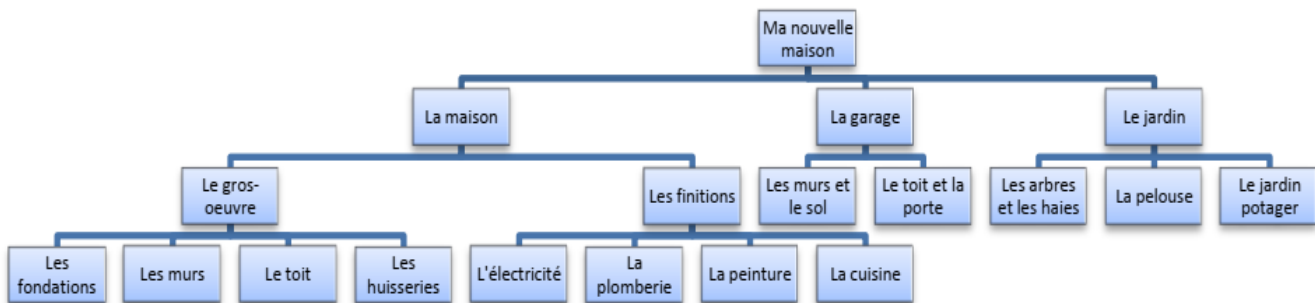 Ma nouvelle
maison
La maison
La garage
Le jardin
Le gros-
oeuvre
Les finitions
Les murs et
le sol
Le toit et la
porte
Les arbres
et les haies
La pelouse
Le jardin
potager
Les
fondations
Les murs
Le toit
Les
huisseries
L'électricité
La
plomberie
La peinture
La cuisine